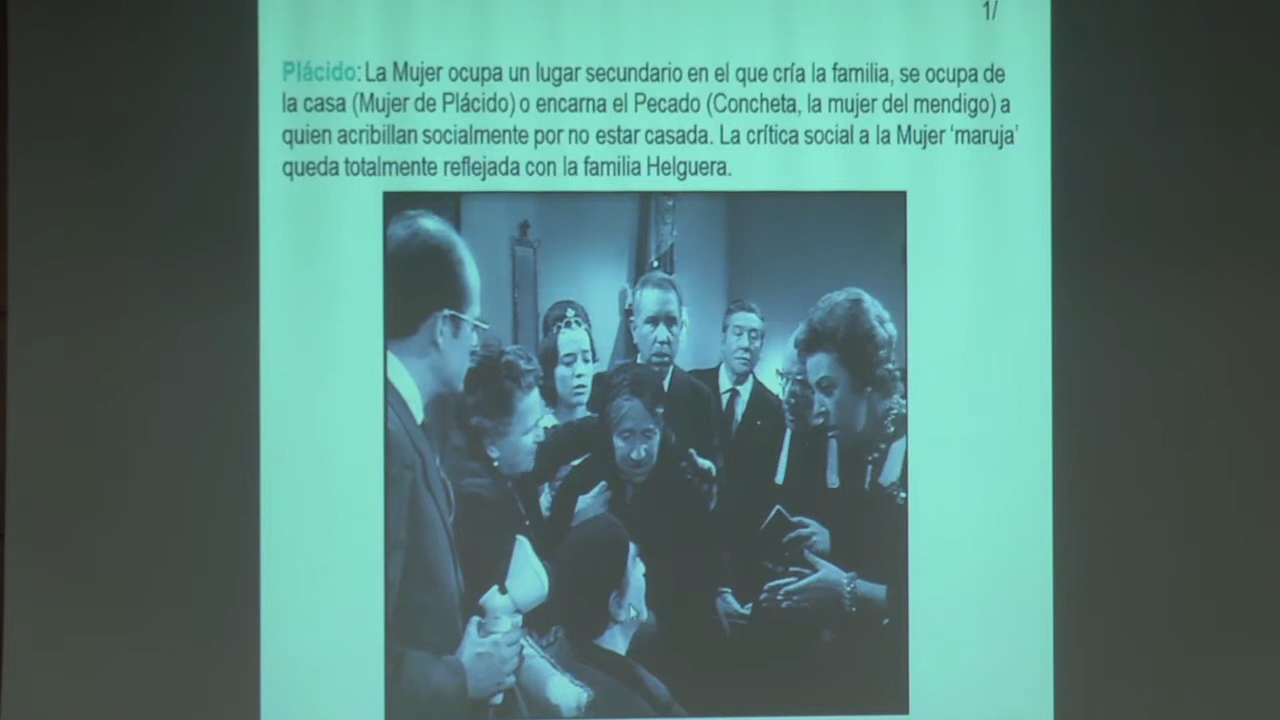 1/
Plácido: La Mujer ocupa un lugar secundario en el que cría la familia, se ocupa de
la casa (Mujer de Plácido) o encarna el Pecado (Concheta, la mujer del mendigo) a
quien acribillan socialmente por no estar casada. La crítica social a la Mujer ‘maruja’
queda totalmente reflejada con la familia Helguera.